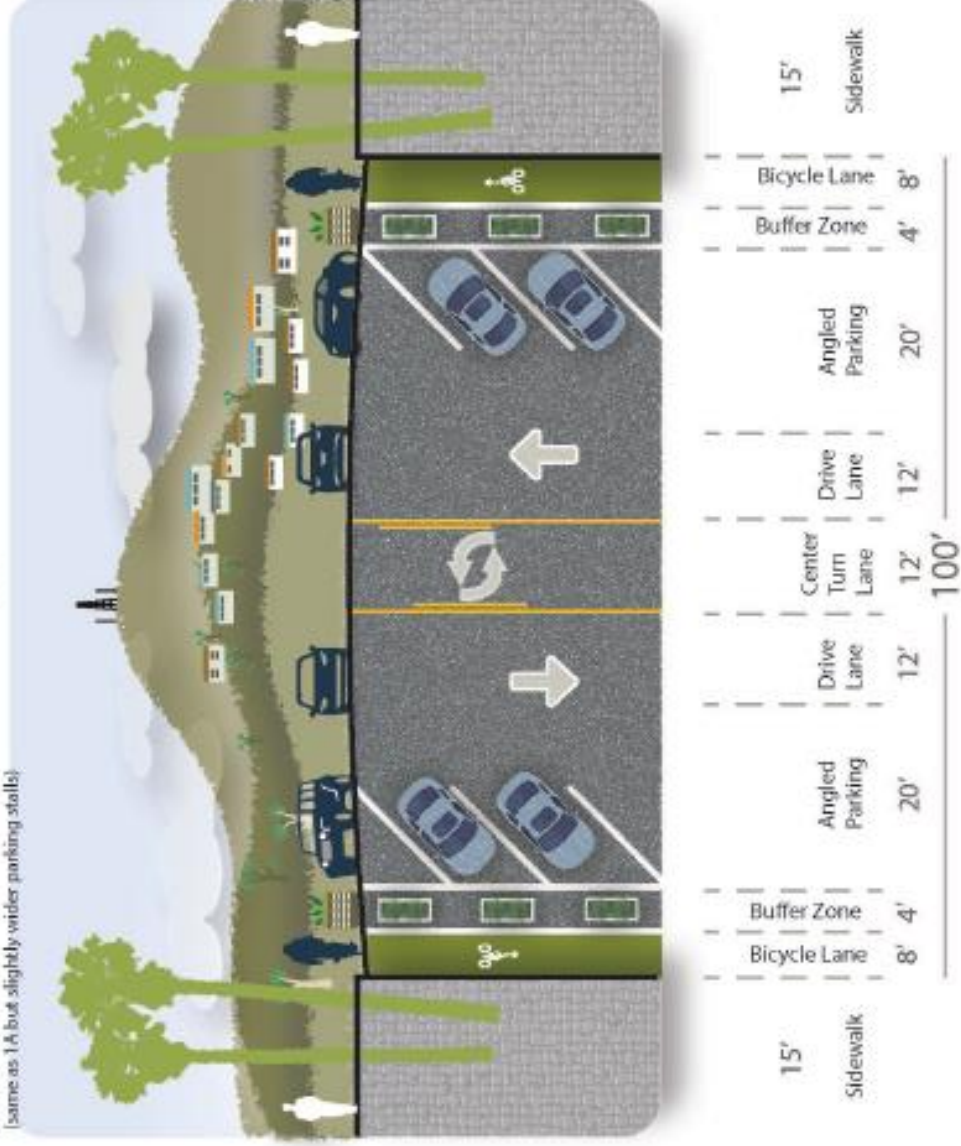 (same as 1A but slightly wider parking stalls)
15'
Sidewalk
Bicycle Lane
8'
Buffer Zone
4'
Angled
Parking
20'
Drive
Lane
12'
Center
Turn
Lane
12'
Drive
Lane
12'
Angled
Parking
20'
Buffer Zone
4'
Bicycle Lane
8'
15'
Sidewalk
100'